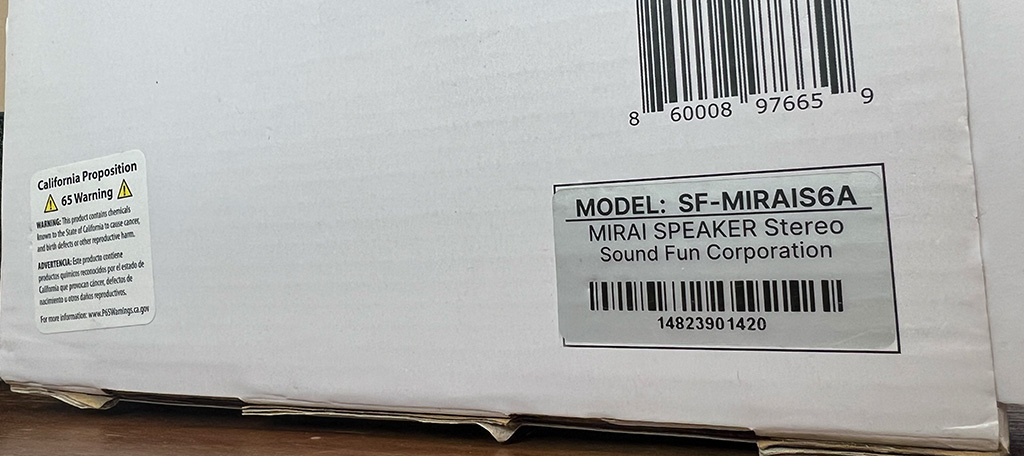 8 60008 97665 9
California Proposition
65 Warning
WARNING: This product contains chemicals
known to the State of California to cause cancer,
and birth defects or other reproductive harm.
ADVERTENCIA: Este producto contiene
productos químicos reconocidos por el estado de
California que provocan cáncer, defectos de
nacimiento u otros daños reproductivos.
For more information: www.P65Warnings.ca.gov
MODEL: SF-MIRAIS6A
MIRAI SPEAKER Stereo
Sound Fun Corporation
14823901420